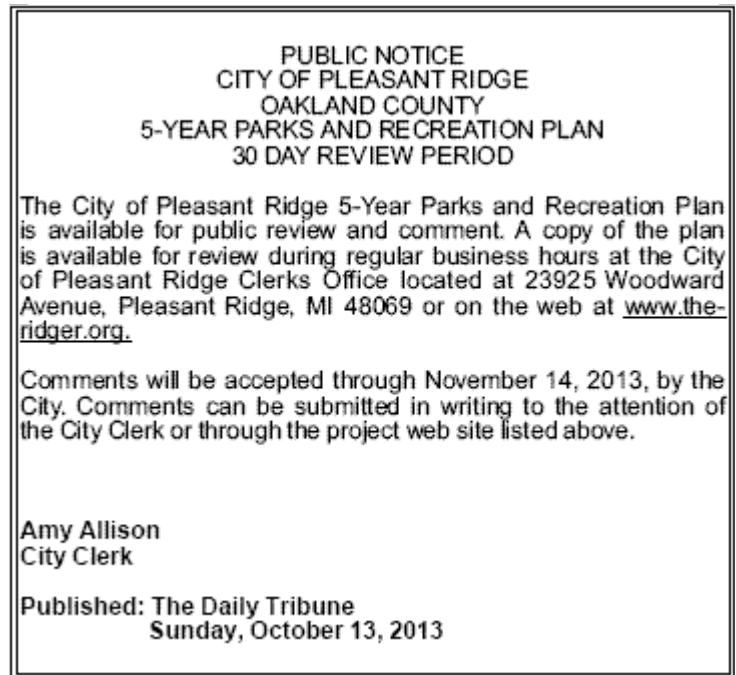 PUBLIC NOTICE
CITY OF PLEASANT RIDGE
OAKLAND COUNTY
5-YEAR PARKS AND RECREATION PLAN
30 DAY REVIEW PERIOD
The City of Pleasant Ridge 5-Year Parks and Recreation Plan
is available for public review and comment. A copy of the plan
is available for review during regular business hours at the City
of Pleasant Ridge Clerks Office located at 23925 Woodward
Avenue, Pleasant Ridge, MI 48069 or on the web at www.the-
ridger.org.
Comments will be accepted through November 14, 2013, by the
City. Comments can be submitted in writing to the attention of
the City Clerk or through the project web site listed above.
Amy Allison
City Clerk
Published: The Daily Tribune
Sunday, October 13, 2013